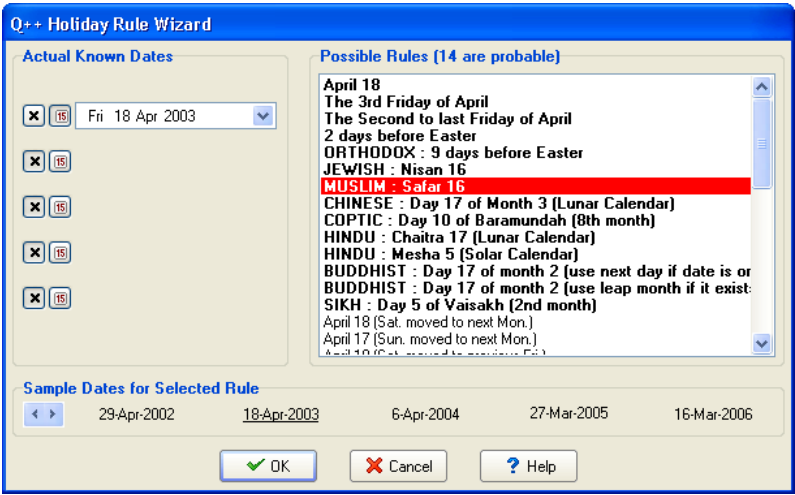 Q++ Holiday Rule Wizard
Actual Known Dates
15 Fri 18 Apr 2003
15
15
15
15
Possible Rules (14 are probable)
April 18
The 3rd Friday of April
The Second to last Friday of April
2 days before Easter
ORTHODOX : 9 days before Easter
JEWISH : Nisan 16
MUSLIM : Safar 16
CHINESE : Day 17 of Month 3 (Lunar Calendar)
COPTIC : Day 10 of Baramundah (8th month)
HINDU : Chaitra 17 (Lunar Calendar)
HINDU : Mesha 5 (Solar Calendar)
BUDDHIST : Day 17 of month 2 (use next day if date is or
BUDDHIST : Day 17 of month 2 (use leap month if it exist
SIKH : Day 5 of Vaisakh (2nd month)
April 18 (Sat. moved to next Mon.)
April 17 (Sun. moved to next Mon.)
Sample Dates for Selected Rule
29-Apr-2002 18-Apr-2003 6-Apr-2004 27-Mar-2005 16-Mar-2006
OK Cancel ? Help